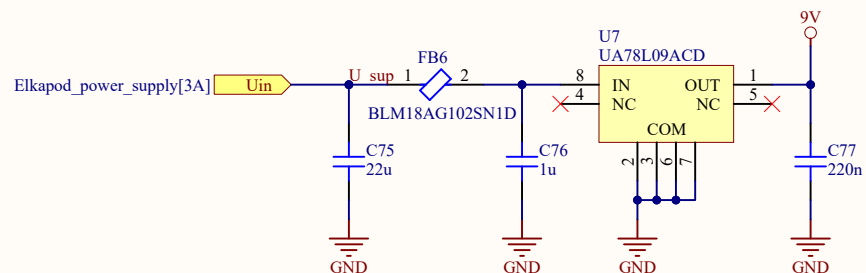 9V
U7
UA78L09ACD
FB6
Elkapod_power_supply[3A]
Uin
U_sup
1
2
8
IN
OUT
1
4
NC
NC
5
BLM18AG102SN1D
COM
2
3
6
7
C75
22u
C76
1u
C77
220n
GND
GND
GND
GND